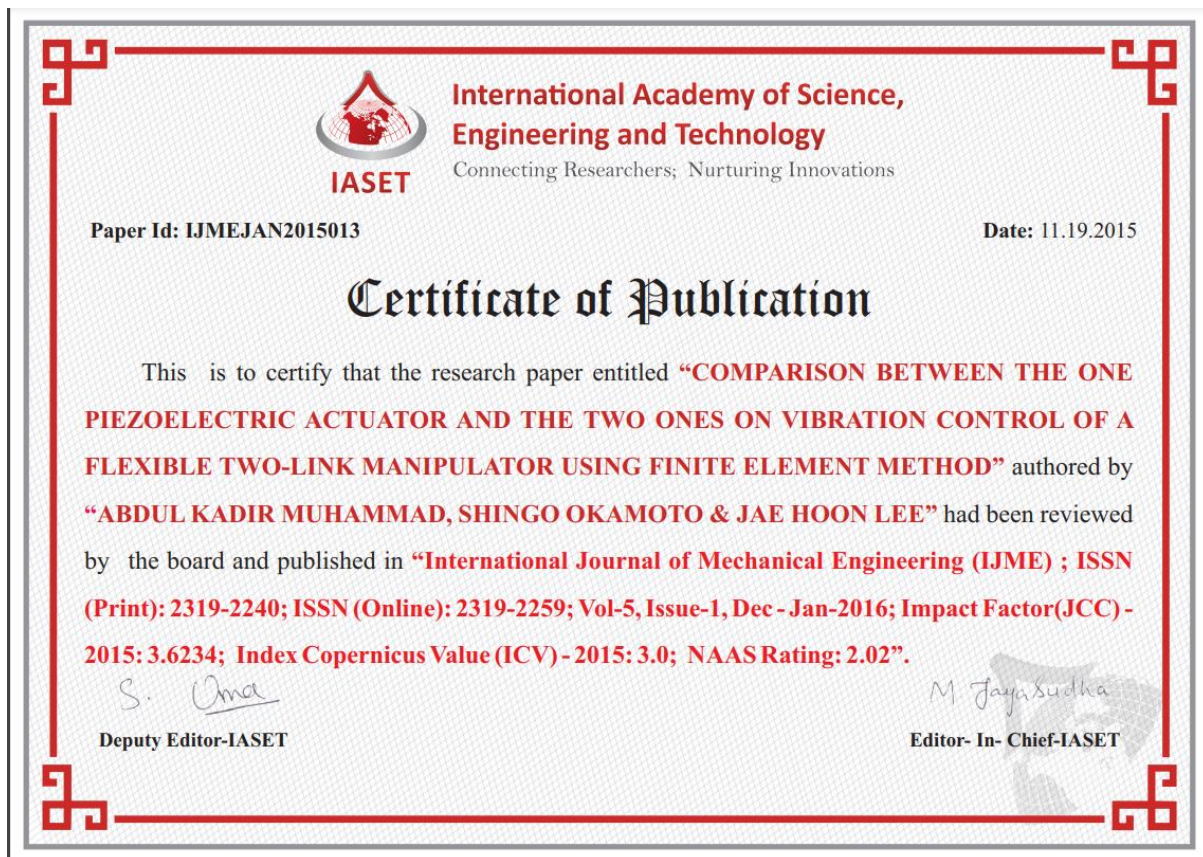 International Academy of Science,
Engineering and Technology
Connecting Researchers; Nurturing Innovations
IASET
Paper Id: IJMEJAN2015013
Date: 11.19.2015
Certificate of Publication
This is to certify that the research paper entitled “COMPARISON BETWEEN THE ONE
PIEZOELECTRIC ACTUATOR AND THE TWO ONES ON VIBRATION CONTROL OF A
FLEXIBLE TWO-LINK MANIPULATOR USING FINITE ELEMENT METHOD” authored by
“ABDUL KADIR MUHAMMAD, SHINGO OKAMOTO & JAE HOON LEE” had been reviewed
by the board and published in “International Journal of Mechanical Engineering (IJME) ; ISSN
(Print): 2319-2240; ISSN (Online): 2319-2259; Vol-5, Issue-1, Dec - Jan-2016; Impact Factor(JCC) -
2015: 3.6234; Index Copernicus Value (ICV) - 2015: 3.0; NAAS Rating: 2.02”.
S. Uma
M Jayasudha
Deputy Editor-IASET
Editor- In- Chief-IASET